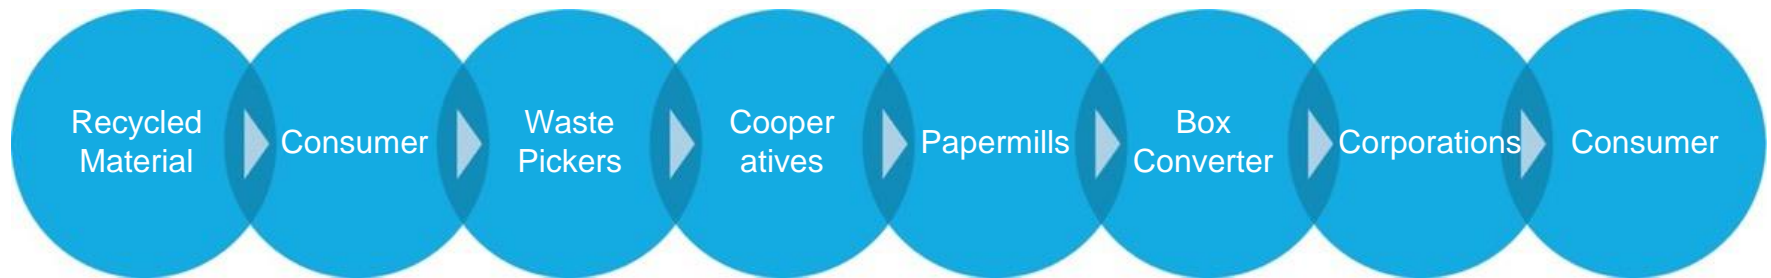 Recycled
Material
Consumer
Waste
Pickers
Cooper
atives
Papermills
Box
Converter
Corporations
Consumer